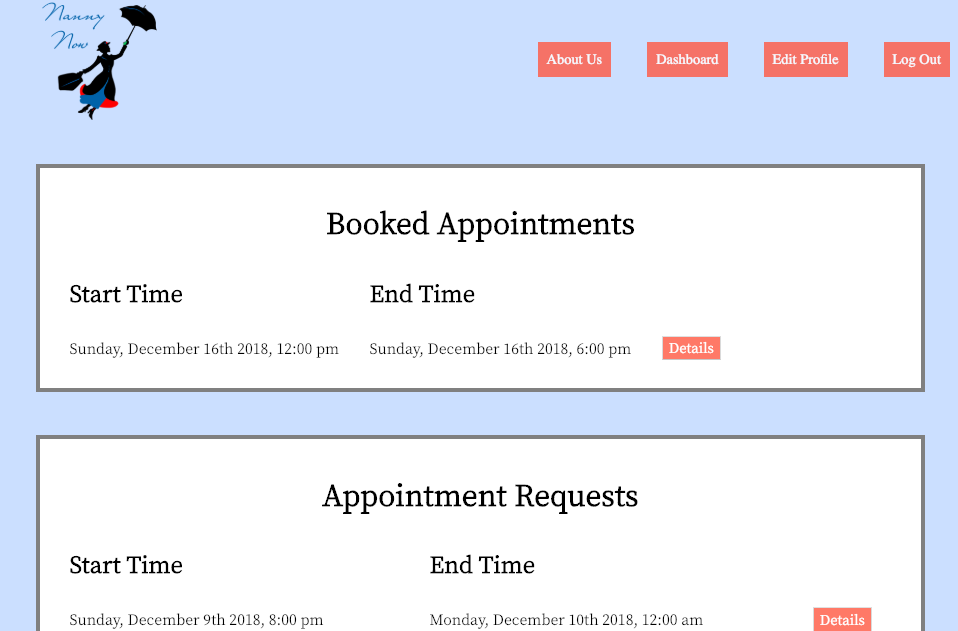 Nanny
Now
About Us Dashboard Edit Profile Log Out
Booked Appointments
Start Time End Time
Sunday, December 16th 2018, 12:00 pm Sunday, December 16th 2018, 6:00 pm Details
Appointment Requests
Start Time End Time
Sunday, December 9th 2018, 8:00 pm Monday, December 10th 2018, 12:00 am Details